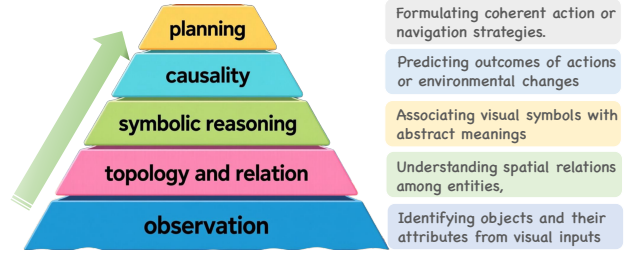 planning
Formulating coherent action or
navigation strategies.
causality
Predicting outcomes of actions
or environmental changes
symbolic reasoning
Associating visual symbols with
abstract meanings
topology and relation
Understanding spatial relations
among entities,
observation
Identifying objects and their
attributes from visual inputs